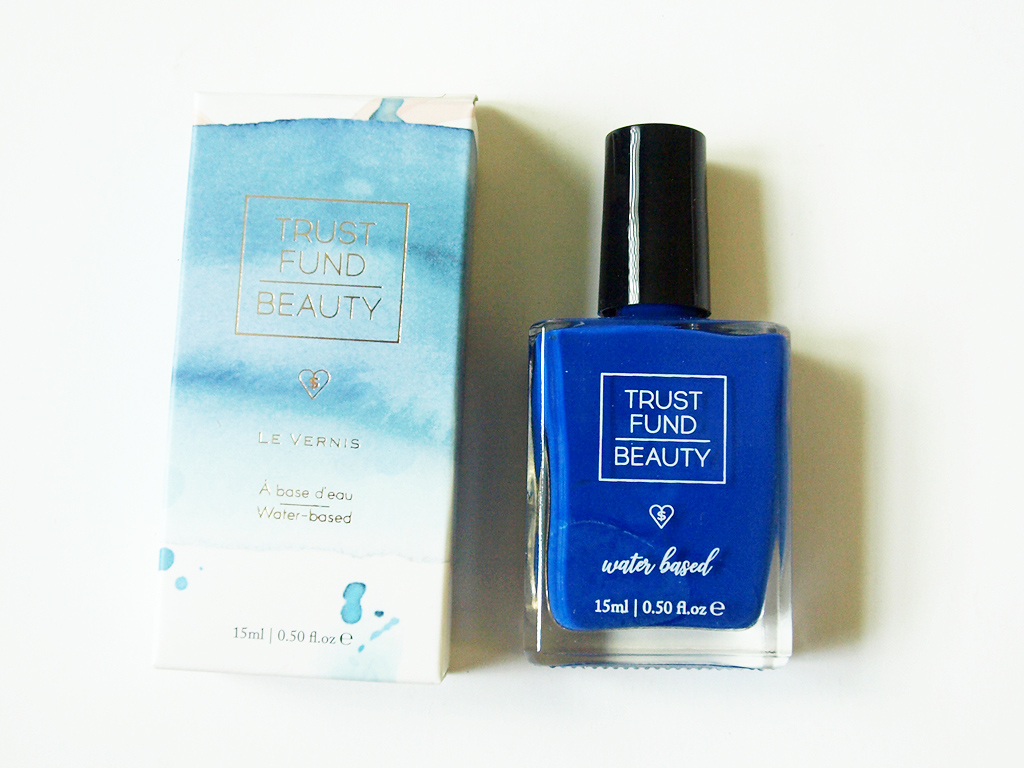 TRUST
FUND
BEAUTY
$
LE VERNIS
À base d'eau
Water-based
15ml | 0.50 fl.oz ℮
TRUST
FUND
BEAUTY
$
water based
15ml | 0.50 fl.oz ℮